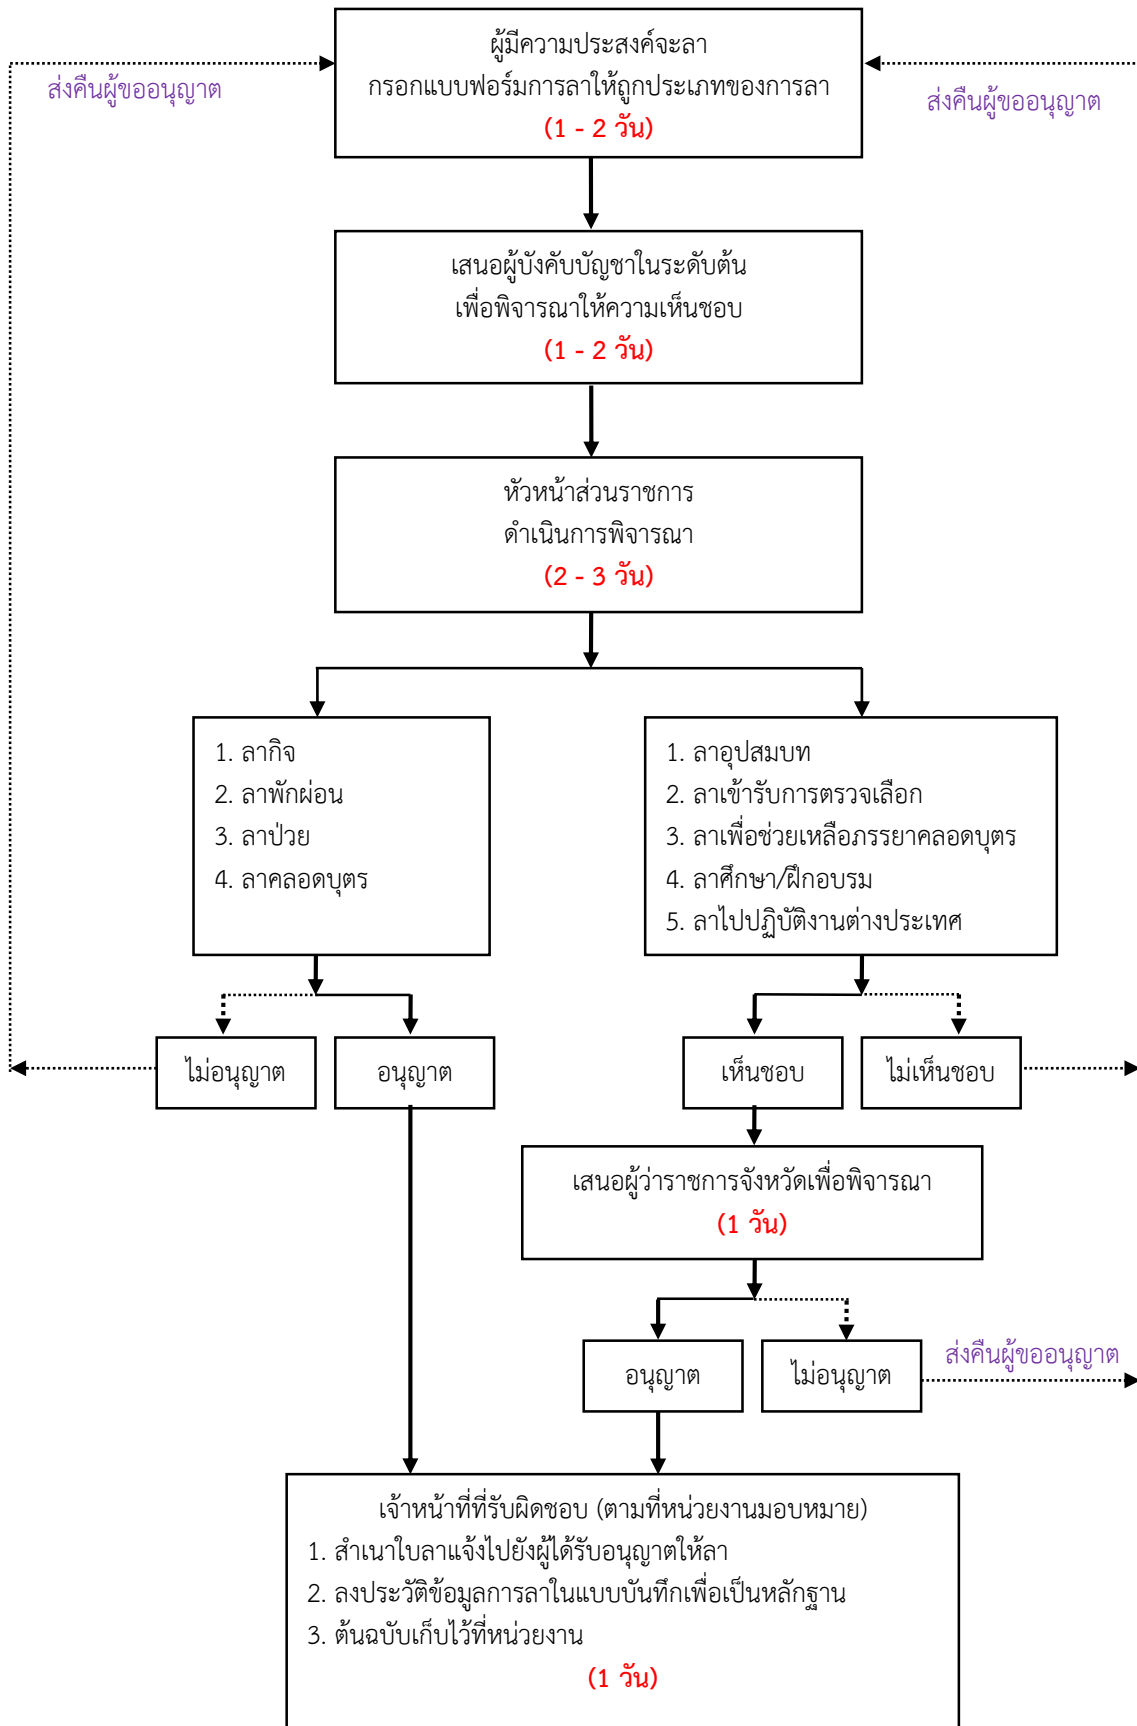 ผู้มีความประสงค์จะลา
กรอกแบบฟอร์มการลาให้ถูกประเภทของการลา
(1 - 2 วัน)
ส่งคืนผู้ขออนุญาต
ส่งคืนผู้ขออนุญาต
เสนอผู้บังคับบัญชาในระดับต้น
เพื่อพิจารณาให้ความเห็นชอบ
(1 - 2 วัน)
หัวหน้าส่วนราชการ
ดำเนินการพิจารณา
(2 - 3 วัน)
1. ลากิจ
2. ลาพักผ่อน
3. ลาป่วย
4. ลาคลอดบุตร
1. ลาอุปสมบท
2. ลาเข้ารับการตรวจเลือก
3. ลาเพื่อช่วยเหลือภรรยาคลอดบุตร
4. ลาศึกษา/ฝึกอบรม
5. ลาไปปฏิบัติงานต่างประเทศ
ไม่อนุญาต
อนุญาต
เห็นชอบ
ไม่เห็นชอบ
เสนอผู้ว่าราชการจังหวัดเพื่อพิจารณา
(1 วัน)
อนุญาต
ไม่อนุญาต
ส่งคืนผู้ขออนุญาต
เจ้าหน้าที่ที่รับผิดชอบ (ตามที่หน่วยงานมอบหมาย)
1. สำเนาใบลาแจ้งไปยังผู้ได้รับอนุญาตให้ลา
2. ลงประวัติข้อมูลการลาในแบบบันทึกเพื่อเป็นหลักฐาน
3. ต้นฉบับเก็บไว้ที่หน่วยงาน
(1 วัน)